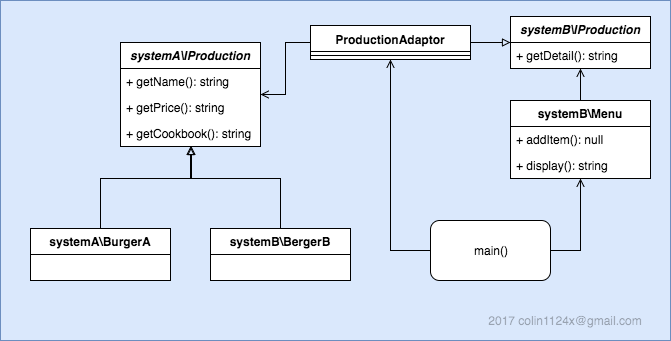 ProductionAdaptor
systemB\IProduction
+ getDetail(): string
systemA\IProduction
+ getName(): string
+ getPrice(): string
+ getCookbook(): string
systemB\Menu
+ addItem(): null
+ display(): string
systemA\BurgerA
systemB\BergerB
main()
2017 colin1124x@gmail.com